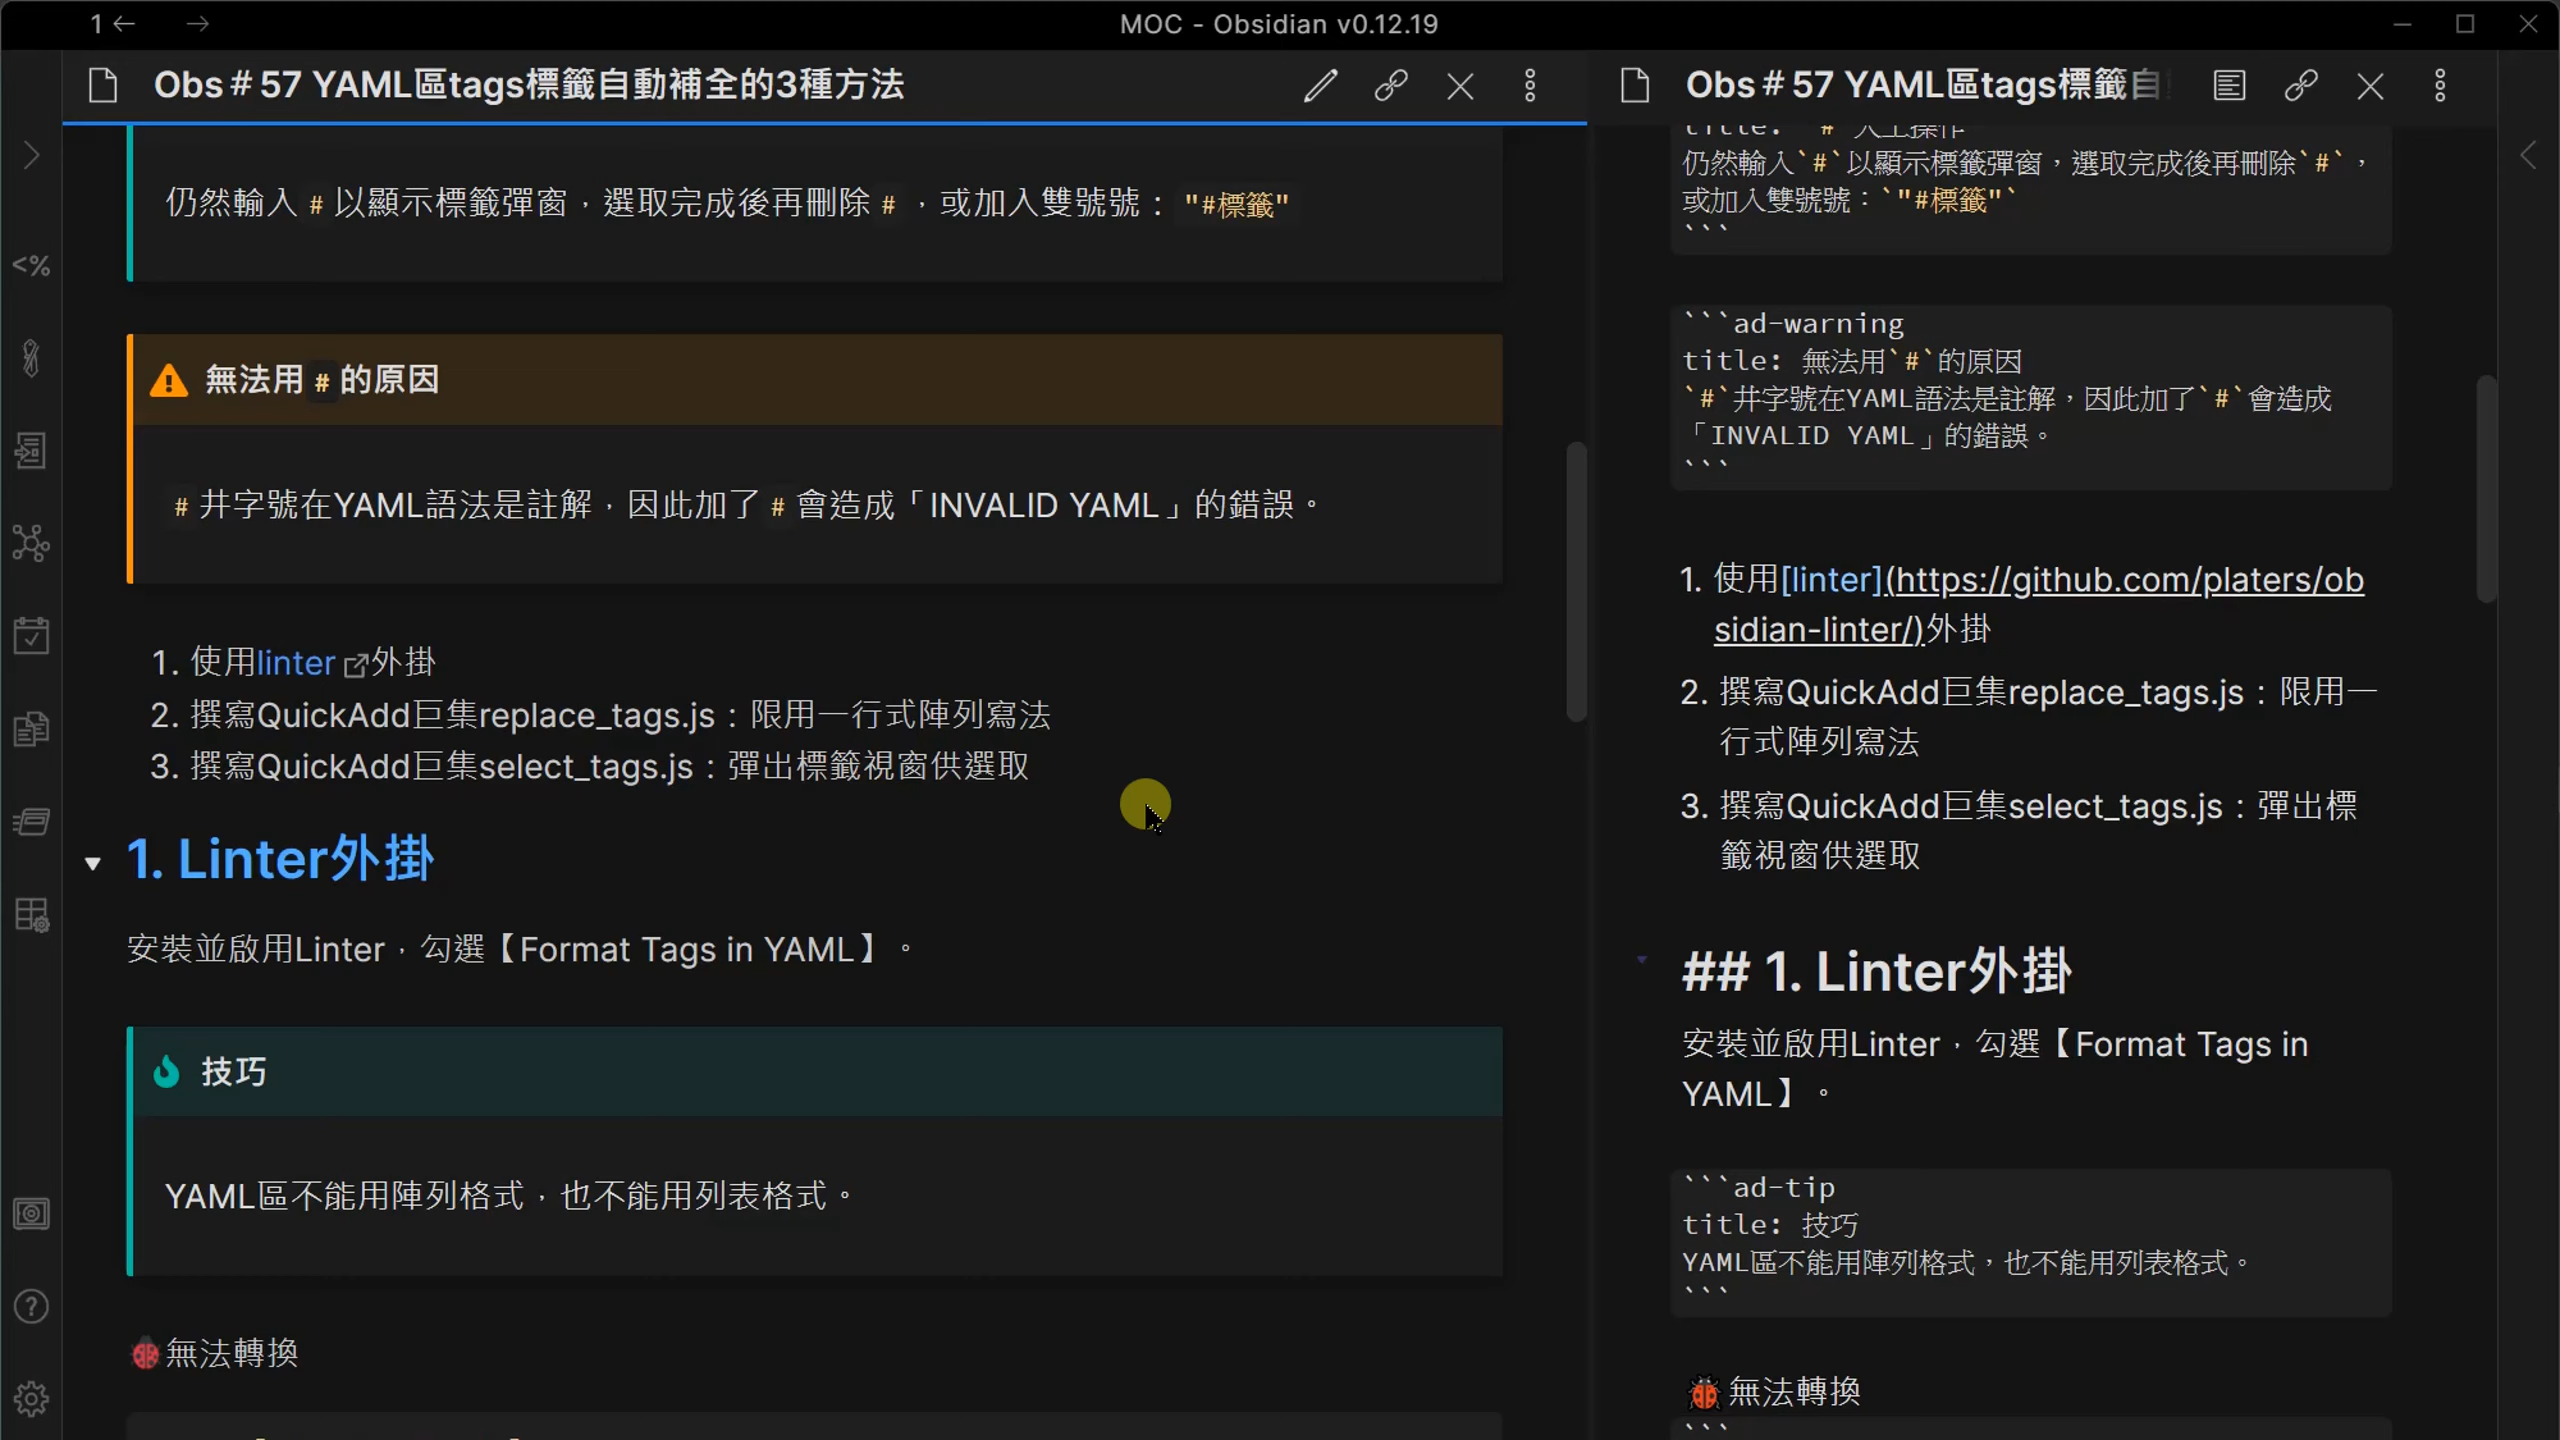 1
MOC - Obsidian v0.12.19
Obs＃57 YAML區tags標籤自動補全的3種方法
仍然輸入 # 以顯示標籤彈窗，選取完成後再刪除 # ，或加入雙號號： "#標籤"
無法用 # 的原因
# 井字號在YAML語法是註解，因此加了 # 會造成「INVALID YAML」的錯誤。
1. 使用linter外掛
2. 撰寫QuickAdd巨集replace_tags.js：限用一行式陣列寫法
3. 撰寫QuickAdd巨集select_tags.js：彈出標籤視窗供選取
1. Linter外掛
安裝並啟用Linter，勾選【Format Tags in YAML】。
技巧
YAML區不能用陣列格式，也不能用列表格式。
🐞無法轉換
Obs＃57 YAML區tags標籤自
title: `#`人工操作
仍然輸入`#`以顯示標籤彈窗，選取完成後再刪除`#`，
或加入雙號號：`"#標籤"`
```
```ad-warning
title: 無法用`#`的原因
`#`井字號在YAML語法是註解，因此加了`#`會造成
「INVALID YAML」的錯誤。
```
1. 使用[linter](https://github.com/platers/ob
sidian-linter/)外掛
2. 撰寫QuickAdd巨集replace_tags.js：限用一
行式陣列寫法
3. 撰寫QuickAdd巨集select_tags.js：彈出標
籤視窗供選取
## 1. Linter外掛
安裝並啟用Linter，勾選【Format Tags in
YAML】。
```ad-tip
title: 技巧
YAML區不能用陣列格式，也不能用列表格式。
```
🐞無法轉換
```